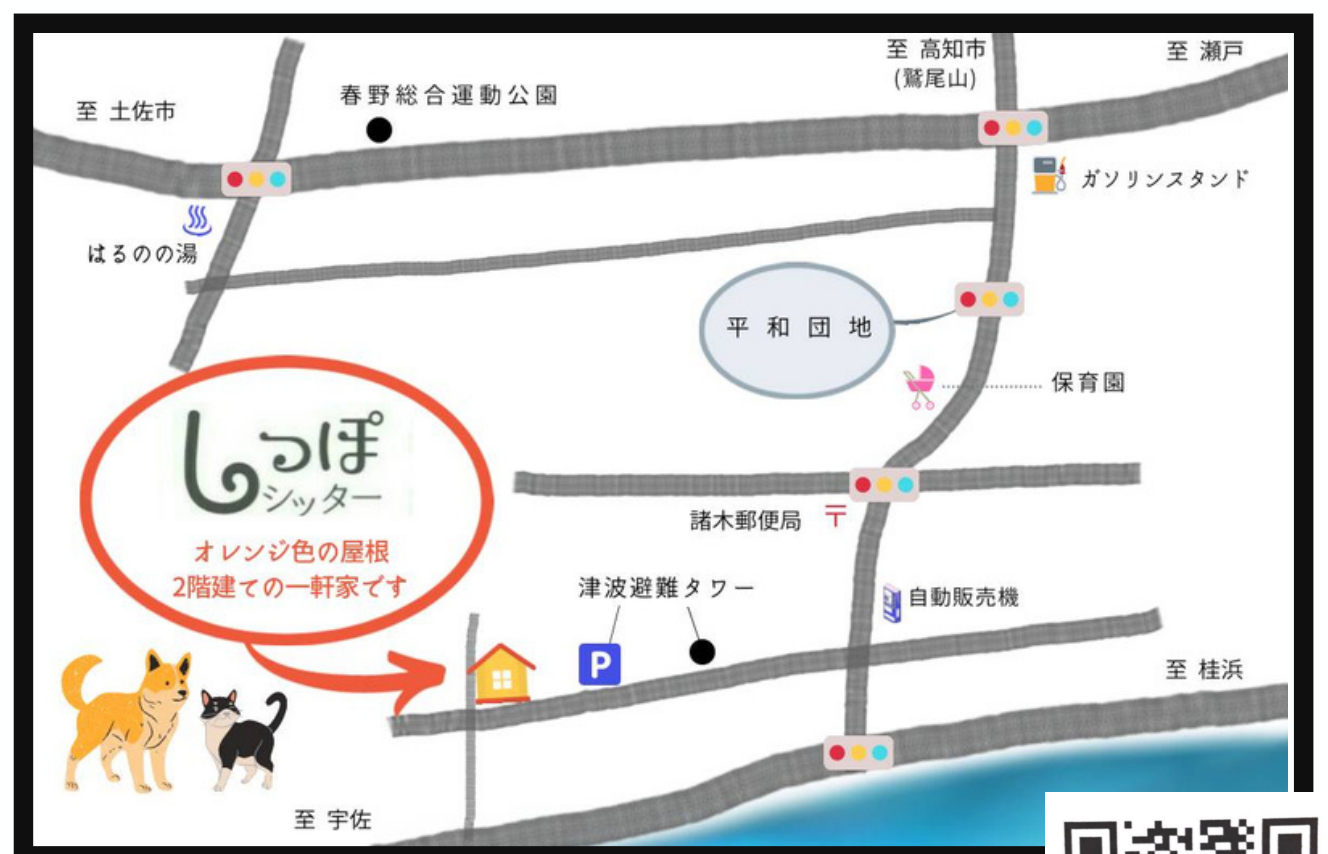 至 高知市
(鷲尾山)
至 瀬戸
春野総合運動公園
至 土佐市
ガソリンスタンド
はるのの湯
平和団地
保育園
しっぽ
シッター
諸木郵便局 〒
オレンジ色の屋根
2階建ての一軒家です
津波避難タワー
自動販売機
P
至 桂浜
至 宇佐